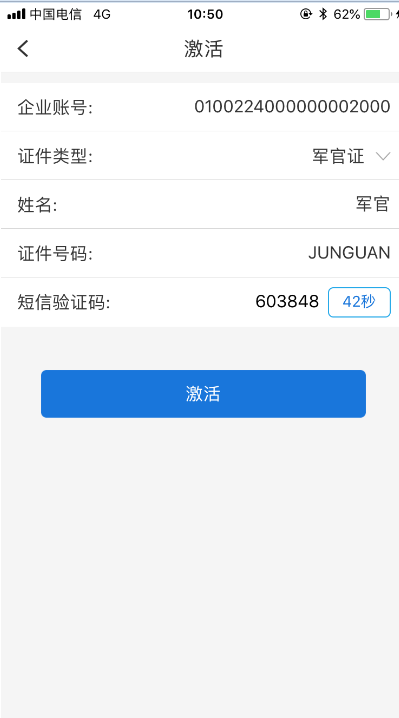 中国电信 4G 10:50 62%
激活
企业账号: 0100224000000002000
证件类型: 军官证
姓名: 军官
证件号码: JUNGUAN
短信验证码: 603848 42秒
激活